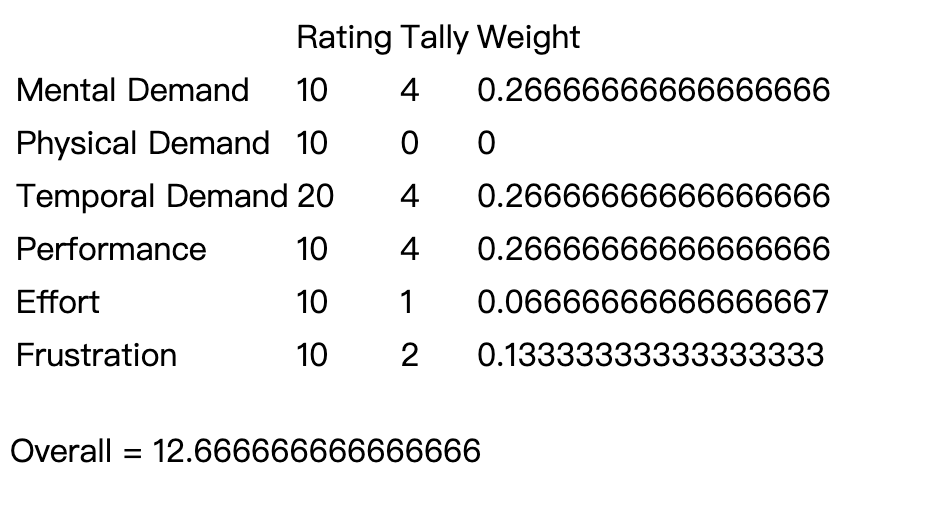 Rating Tally Weight
Mental Demand 10 4 0.26666666666666666
Physical Demand 10 0 0
Temporal Demand 20 4 0.26666666666666666
Performance 10 4 0.26666666666666666
Effort 10 1 0.06666666666666667
Frustration 10 2 0.13333333333333333
Overall = 12.666666666666666